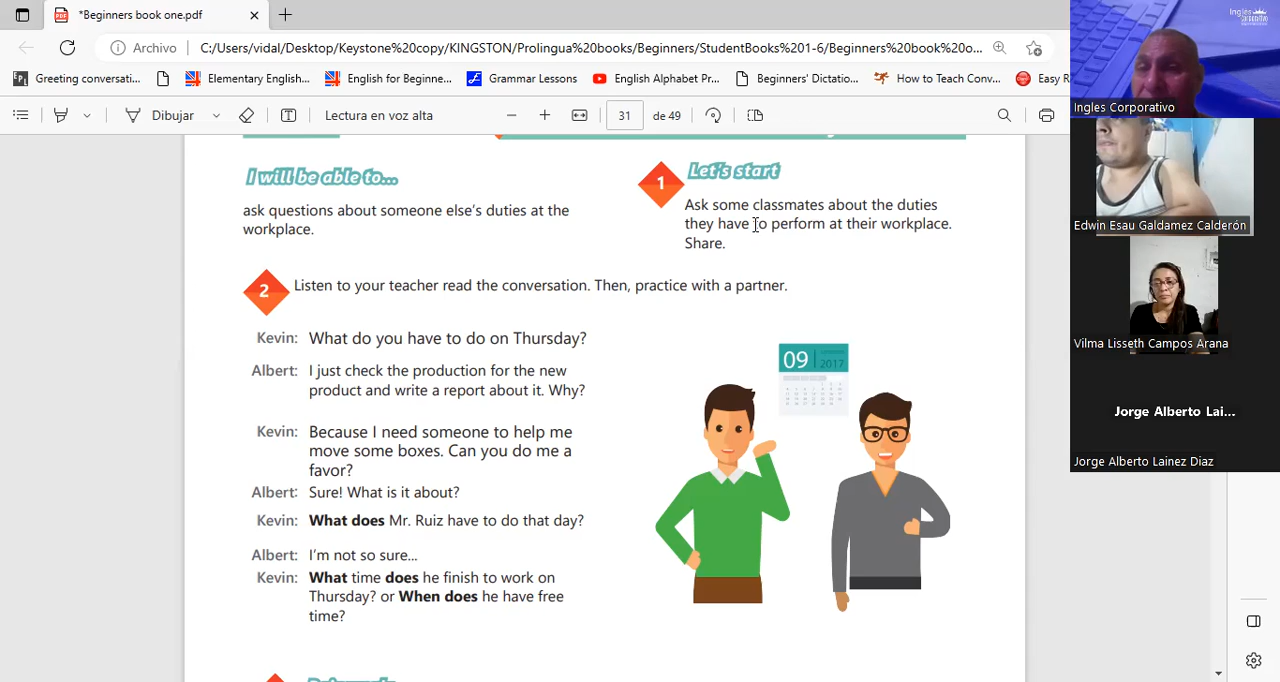 *Beginners book one.pdf
Archivo
C:/Users/vidal/Desktop/Keystone%20copy/KINGSTON/Prolingua%20books/Beginners/StudentBooks%201-6/Beginners%20book%20o...
Greeting conversati...
Elementary English...
English for Beginne...
Grammar Lessons
English Alphabet Pr...
Beginners' Dictatio...
How to Teach Conv...
Easy R
Dibujar
Lectura en voz alta
31
de 49
I will be able to...
ask questions about someone else's duties at the
workplace.
1
Let's start
Ask some classmates about the duties
they have to perform at their workplace.
Share.
2
Listen to your teacher read the conversation. Then, practice with a partner.
Kevin: What do you have to do on Thursday?
Albert: I just check the production for the new
product and write a report about it. Why?
Kevin: Because I need someone to help me
move some boxes. Can you do me a
favor?
Albert: Sure! What is it about?
Kevin: What does Mr. Ruiz have to do that day?
Albert: I'm not so sure...
Kevin: What time does he finish to work on
Thursday? or When does he have free
time?
09
2017
Ingles
Ingles Corporativo
Edwin Esau Galdamez Calderón
Vilma Lisseth Campos Arana
Jorge Alberto Lai...
Jorge Alberto Lainez Diaz